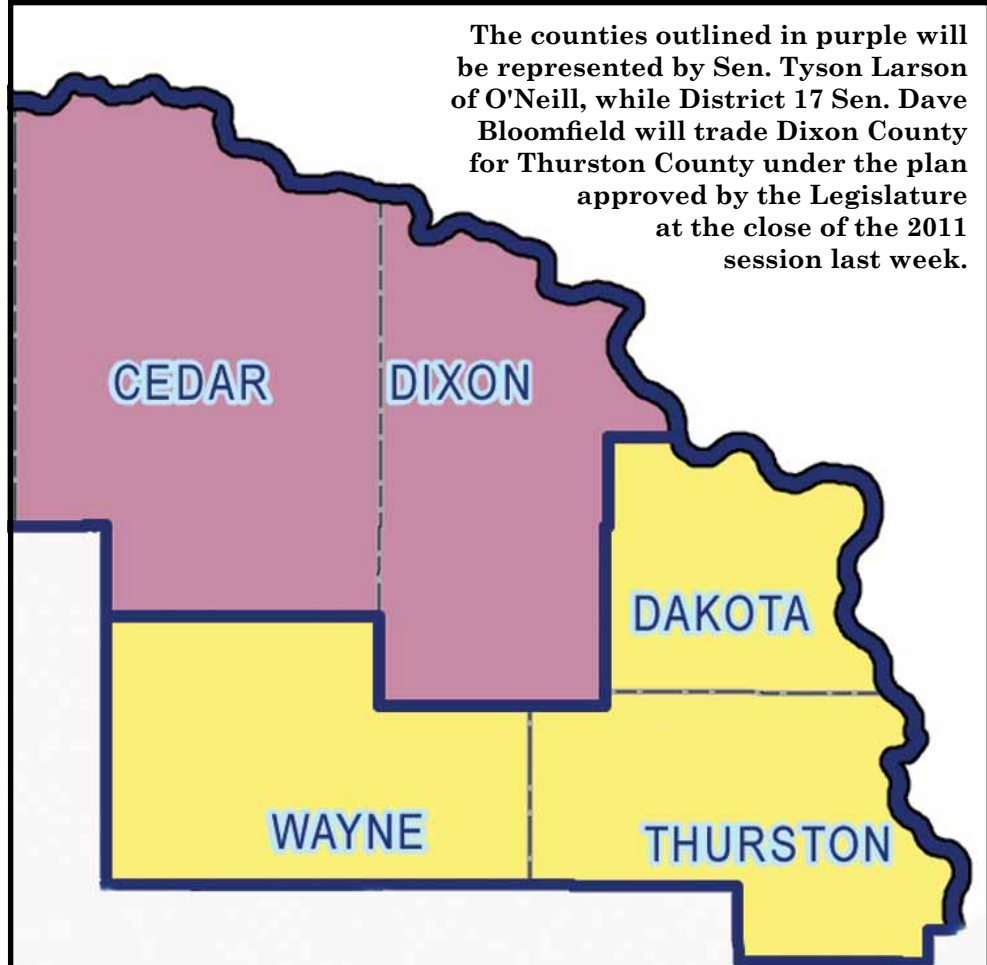 The counties outlined in purple will
be represented by Sen. Tyson Larson
of O'Neill, while District 17 Sen. Dave
Bloomfield will trade Dixon County
for Thurston County under the plan
approved by the Legislature
at the close of the 2011
session last week.
CEDAR
DIXON
DAKOTA
WAYNE
THURSTON